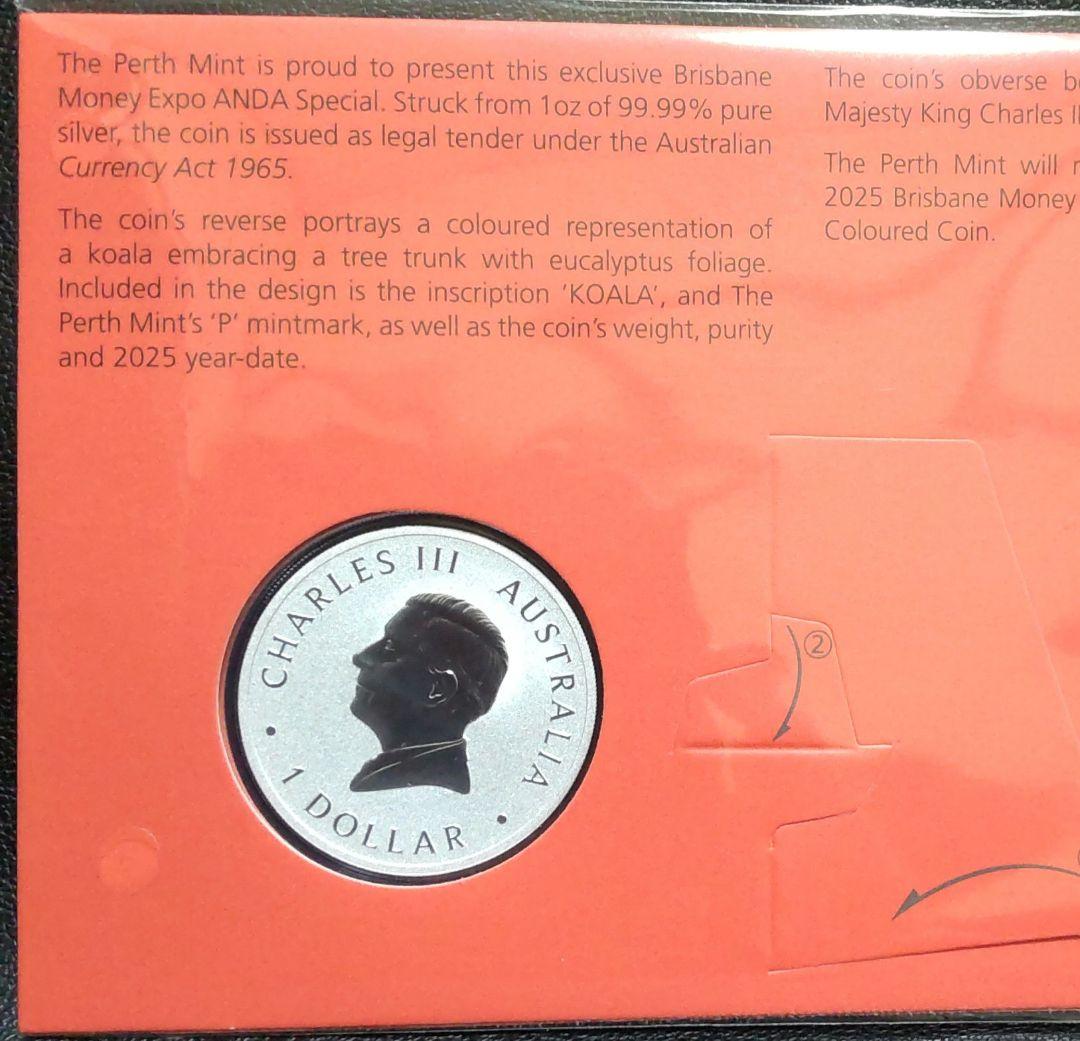 The Perth Mint is proud to present this exclusive Brisbane
Money Expo ANDA Special. Struck from 1oz of 99.99% pure
silver, the coin is issued as legal tender under the Australian
Currency Act 1965.
The coin's reverse portrays a coloured representation of
a koala embracing a tree trunk with eucalyptus foliage.
Included in the design is the inscription 'KOALA', and The
Perth Mint's 'P' mintmark, as well as the coin's weight, purity
and 2025 year-date.
The coin's obverse
Majesty King Charles
The Perth Mint will
2025 Brisbane Money
Coloured Coin.
CHARLES III AUSTRALIA
• 1 DOLLAR •
②